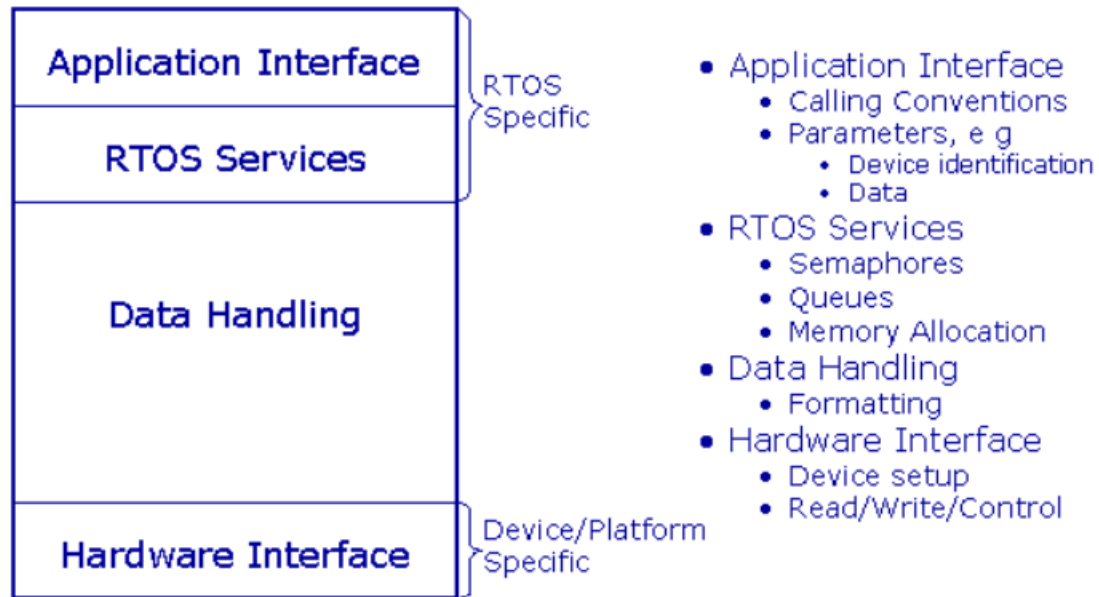 Application Interface
RTOS Services
Data Handling
Hardware Interface
RTOS
Specific
Device/Platform
Specific
• Application Interface
• Calling Conventions
• Parameters, e g
• Device identification
• Data
• RTOS Services
• Semaphores
• Queues
• Memory Allocation
• Data Handling
• Formatting
• Hardware Interface
• Device setup
• Read/Write/Control